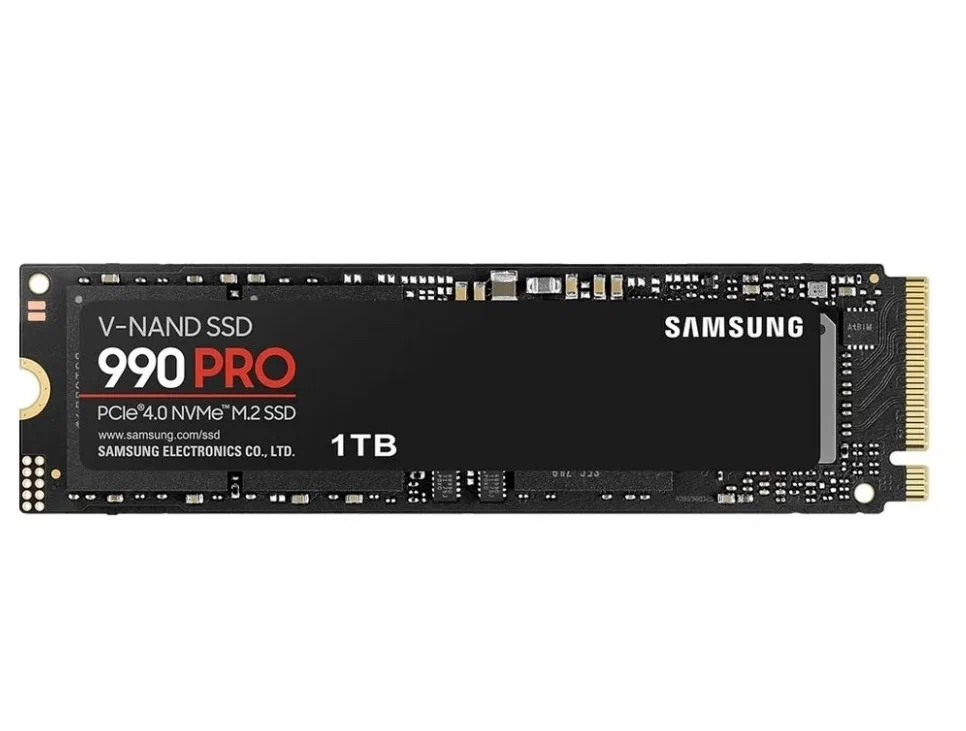 V-NAND SSD
SAMSUNG
990 PRO
PCIe® 4.0 NVMe™ M.2 SSD
www.samsung.com/ssd
SAMSUNG ELECTRONICS CO., LTD.
1TB